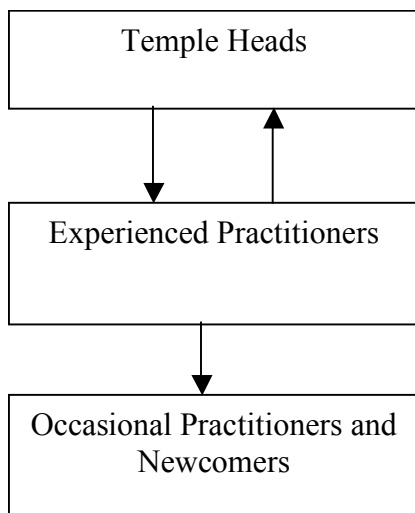 Temple Heads
Experienced Practitioners
Occasional Practitioners and
Newcomers